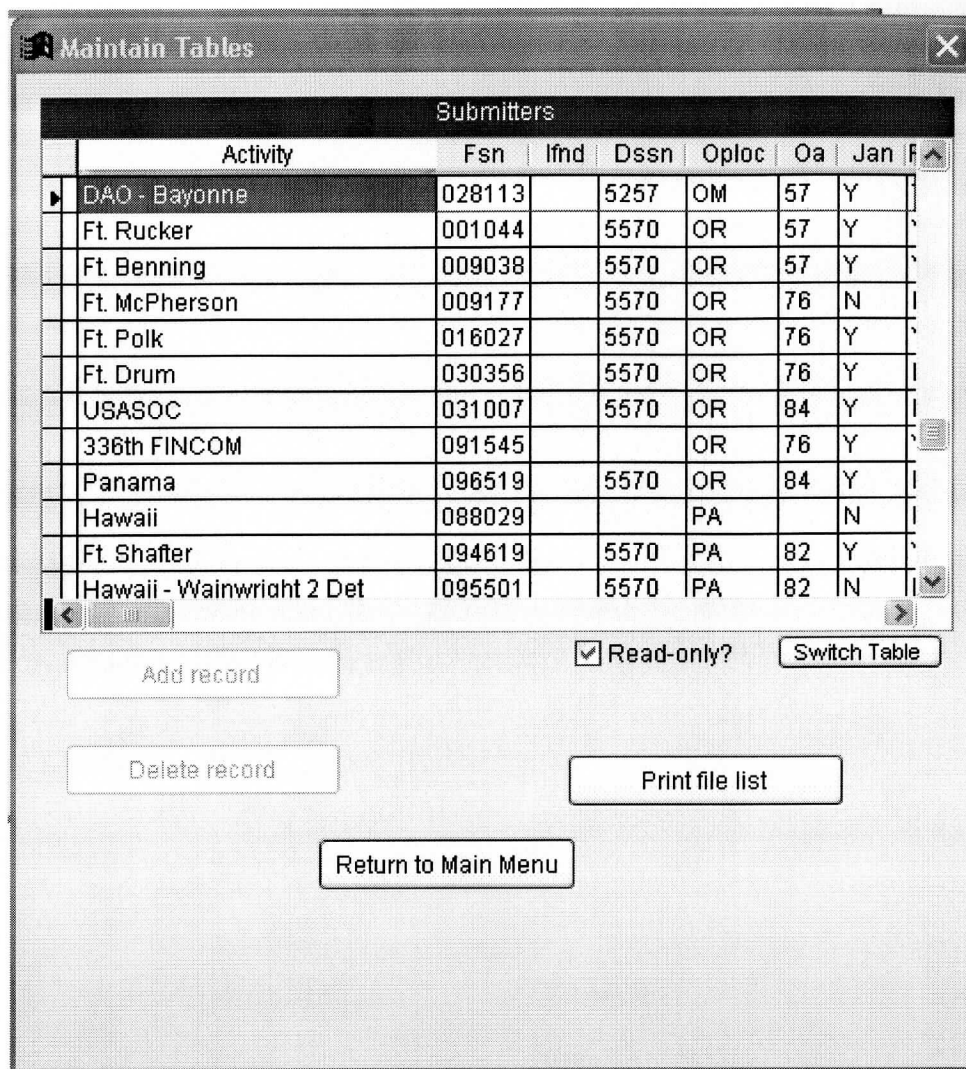 Maintain Tables
Submitters
Activity Fsn Ifnd Dssn Oploc Oa Jan F
DAO - Bayonne 028113 5257 OM 57 Y
Ft. Rucker 001044 5570 OR 57 Y
Ft. Benning 009038 5570 OR 57 Y
Ft. McPherson 009177 5570 OR 76 N
Ft. Polk 016027 5570 OR 76 Y
Ft. Drum 030356 5570 OR 76 Y
USASOC 031007 5570 OR 84 Y
336th FINCOM 091545 OR 76 Y
Panama 096519 5570 OR 84 Y
Hawaii 088029 PA N
Ft. Shafter 094619 5570 PA 82 Y
Hawaii - Wainwright 2 Det 095501 5570 PA 82 N
Read-only? Switch Table
Add record
Delete record Print file list
Return to Main Menu